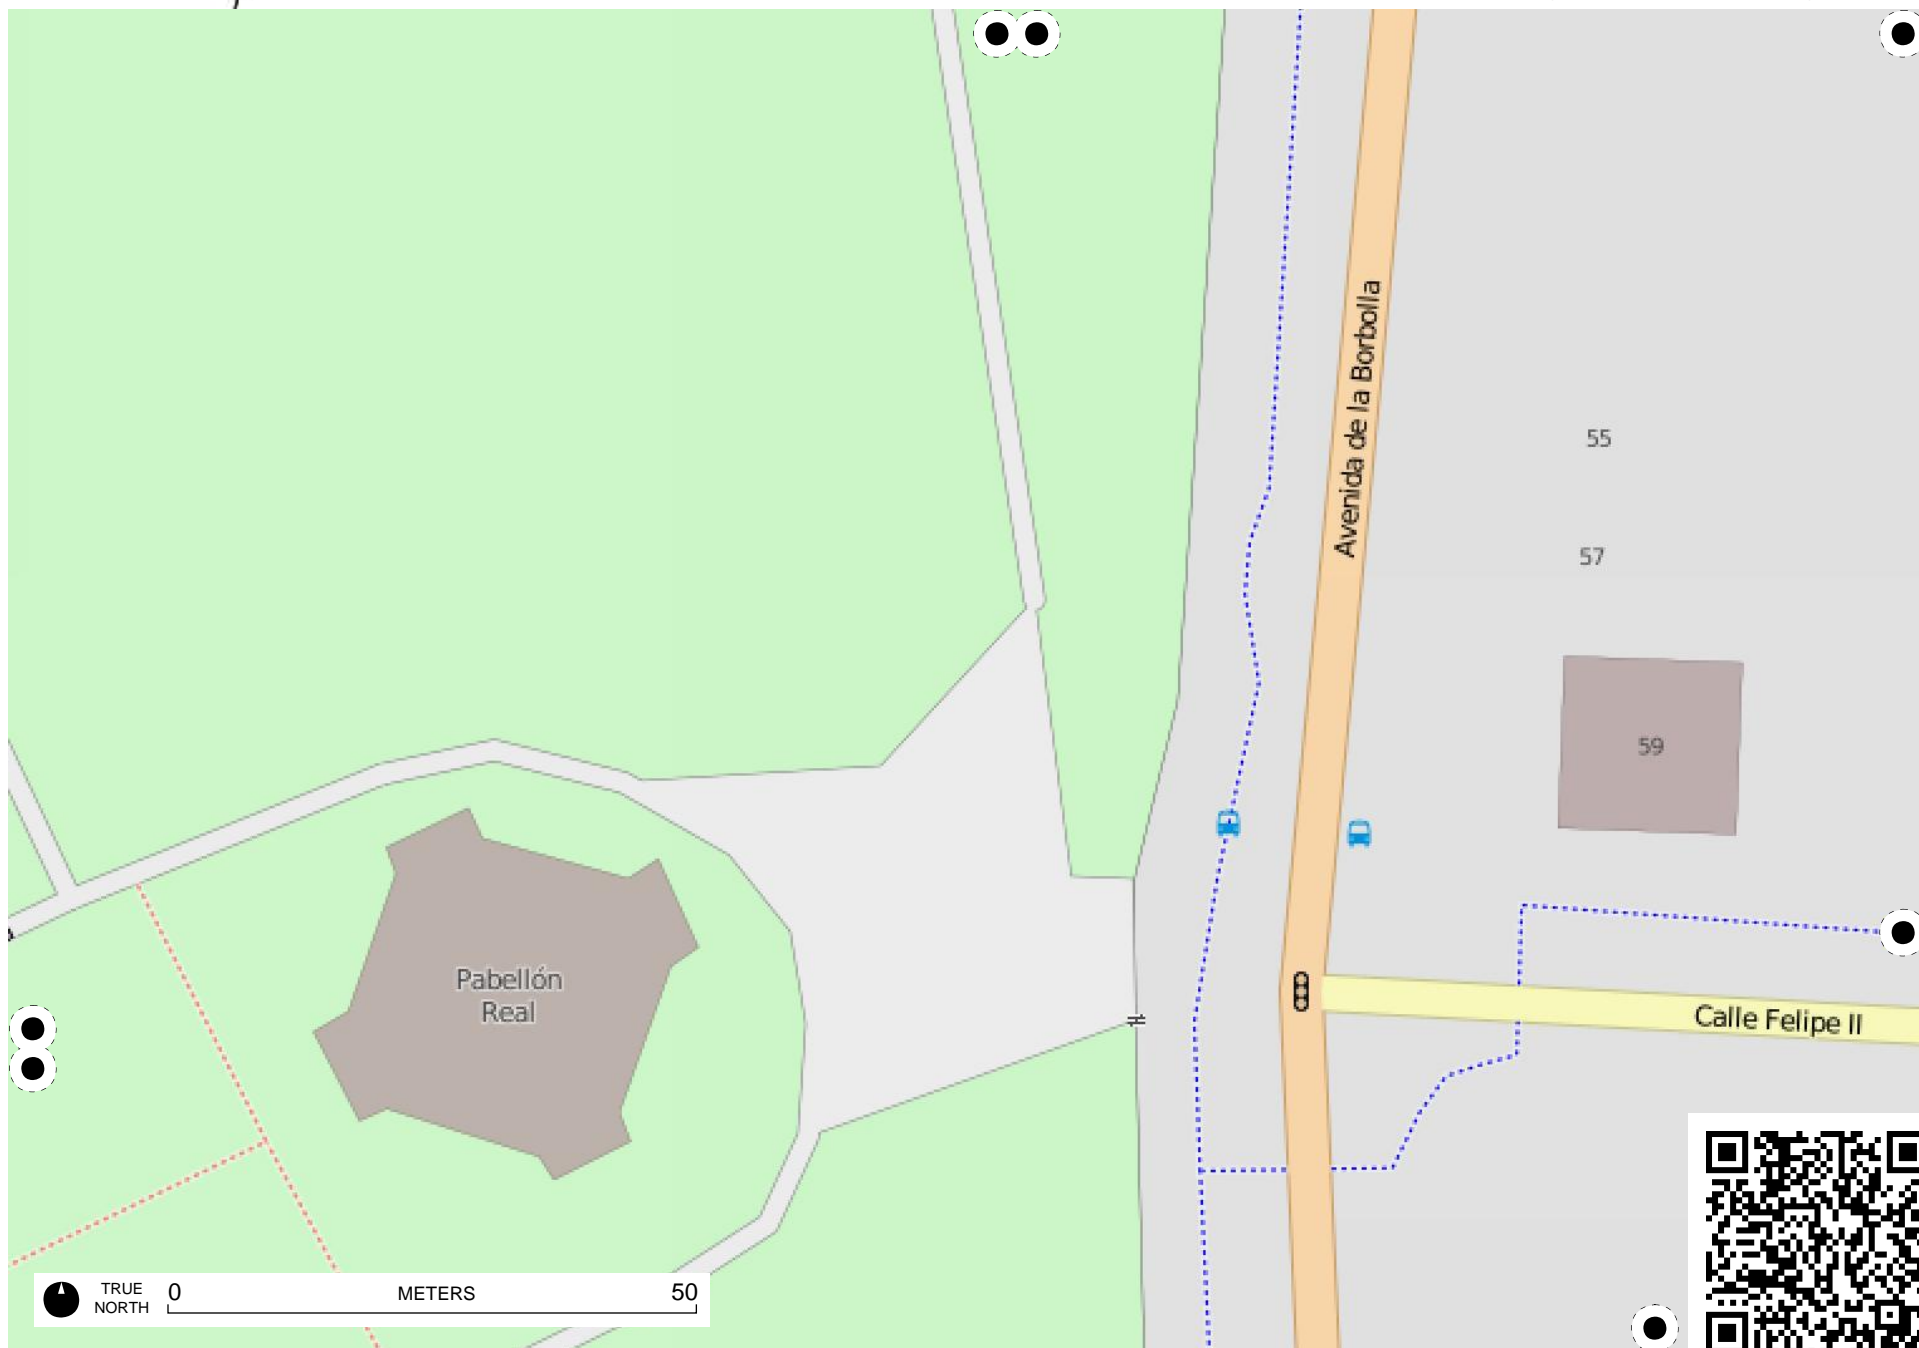 Avenida de la Borbolla
55
57
59
Pabellón
Real
Calle Felipe II
TRUE
NORTH
0 METERS 50